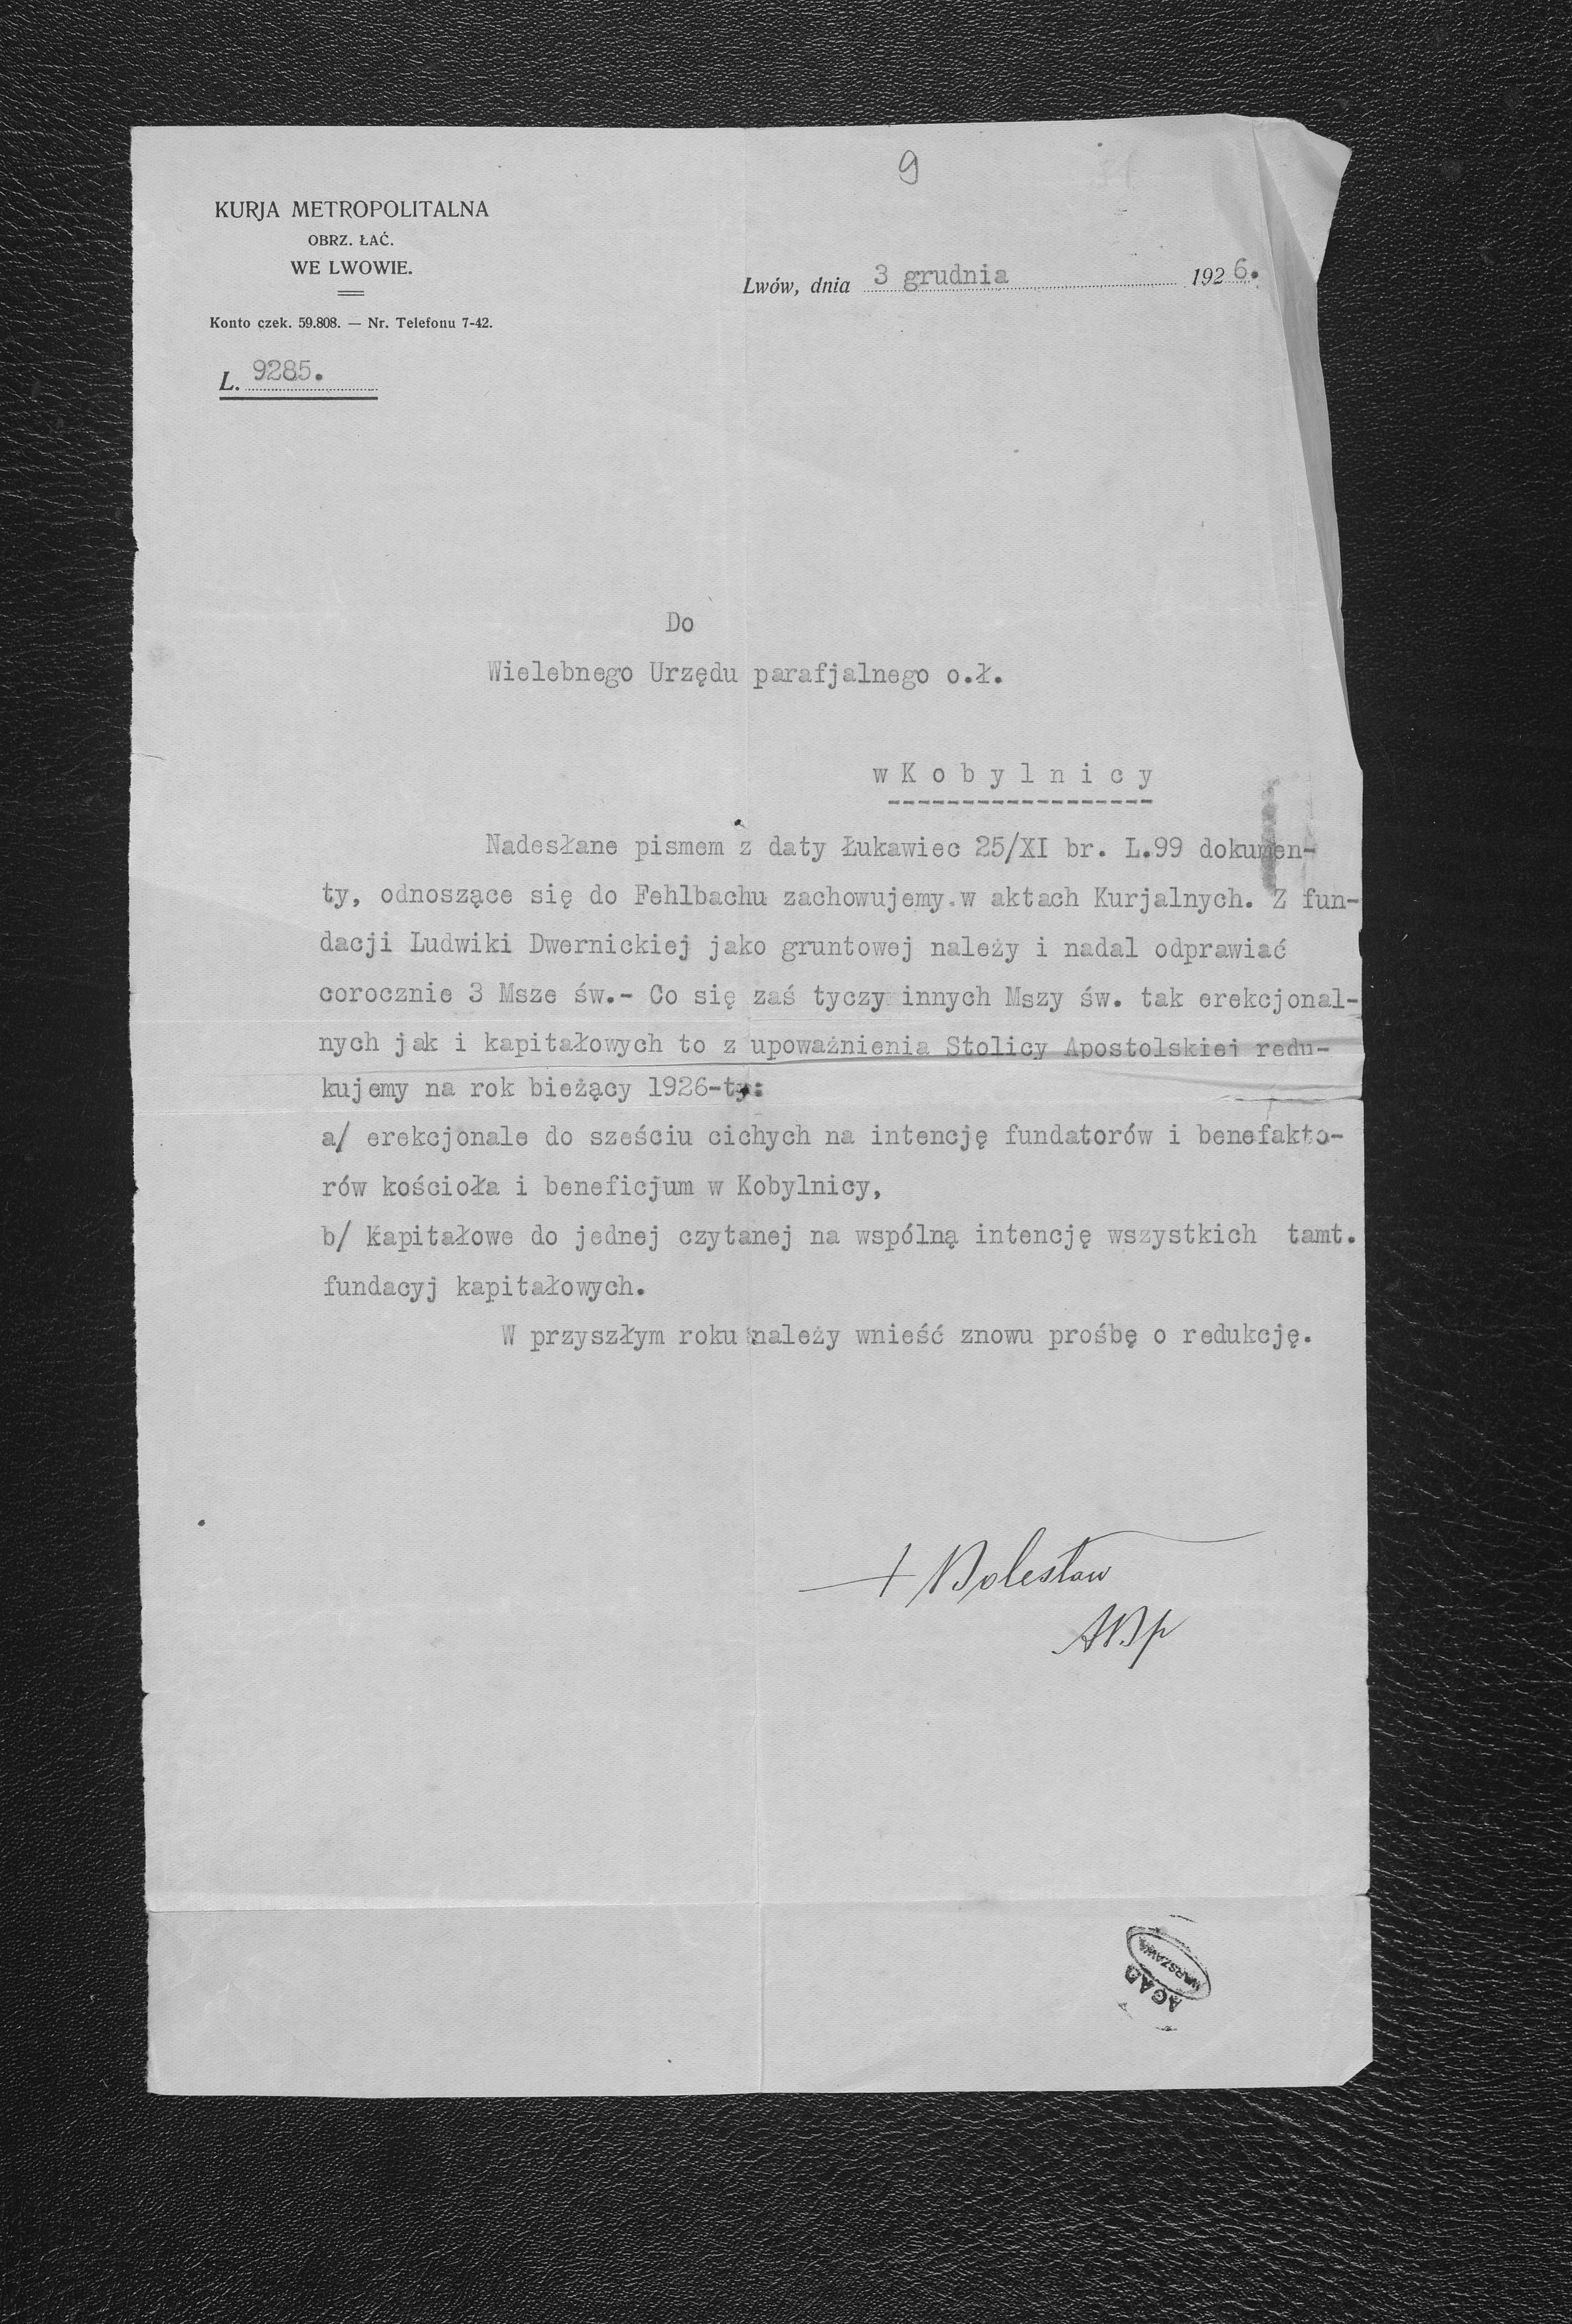 9
KURJA METROPOLITALNA
OBRZ. ŁAĆ.
WE LWOWIE.
Konto czek. 59.808. — Nr. Telefonu 7-42.
L. 9285.
Lwów, dnia 3 grudnia 1926.
Do
Wielebnego Urzędu parafjalnego o.ł.
w K o b y l n i c y
Nadesłane pismem z daty Łukawiec 25/XI br. L.99 dokumen-
ty, odnoszące się do Fehlbachu zachowujemy w aktach Kurjalnych. Z fun-
dacji Ludwiki Dwernickiej jako gruntowej należy i nadal odprawiać
corocznie 3 Msze św.- Co się zaś tyczy innych Mszy św. tak erekcjonal-
nych jak i kapitałowych to z upoważnienia Stolicy Apostolskiej redu-
kujemy na rok bieżący 1926-ty:
a/ erekcjonale do sześciu cichych na intencję fundatorów i benefakto-
rów kościoła i beneficjum w Kobylnicy,
b/ kapitałowe do jednej czytanej na wspólną intencję wszystkich tamt.
fundacyj kapitałowych.
W przyszłym roku należy wnieść znowu prośbę o redukcję.
+ Bolesław
ABp
AGAD
WARSZAWA